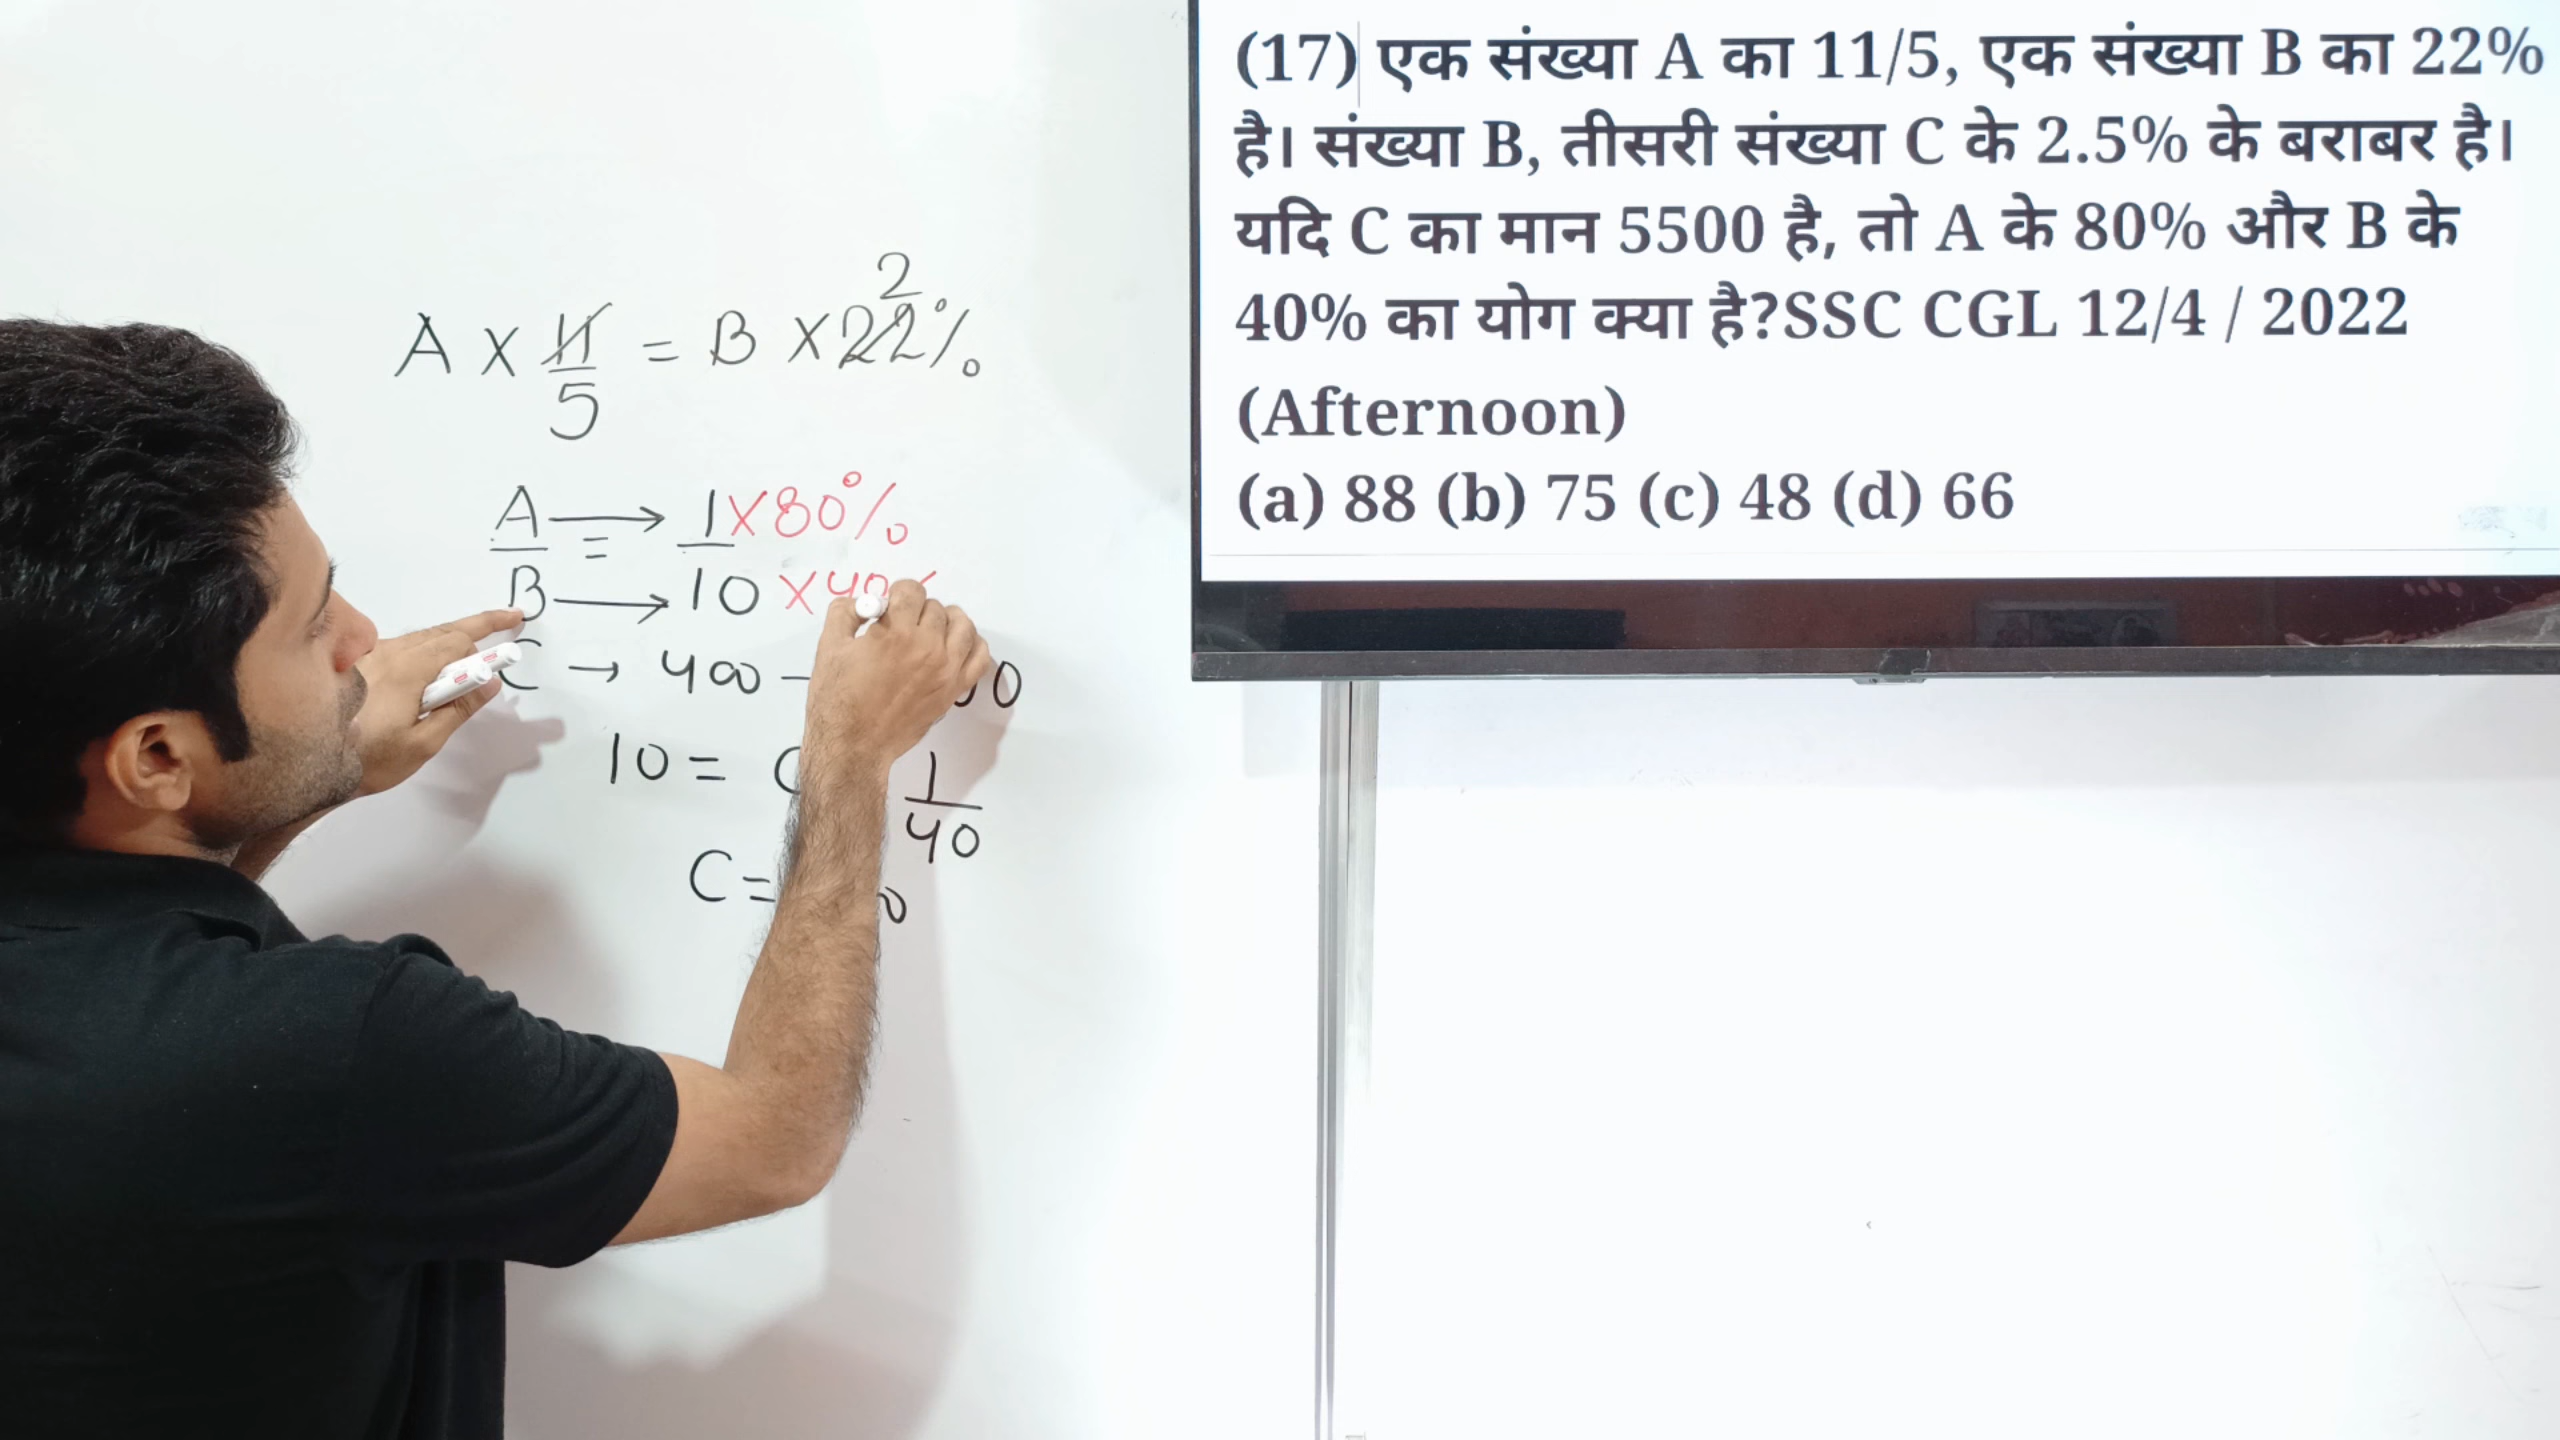 A × 11/5 = B × 22% 2
A → 1 × 80%
=
B → 10 × 40%
C → 400 –
10 = C 1/40
C =
(17) एक संख्या A का 11/5, एक संख्या B का 22%
है। संख्या B, तीसरी संख्या C के 2.5% के बराबर है।
यदि C का मान 5500 है, तो A के 80% और B के
40% का योग क्या है?SSC CGL 12/4 / 2022
(Afternoon)
(a) 88 (b) 75 (c) 48 (d) 66